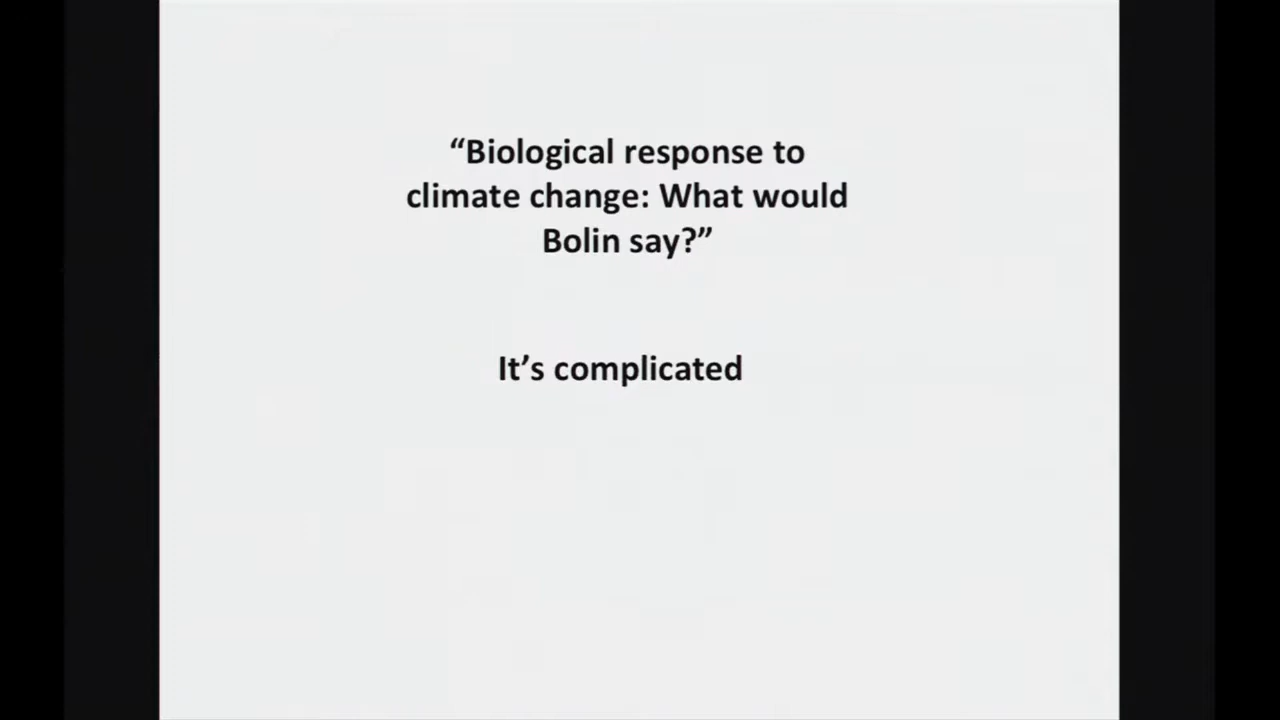 “Biological response to
climate change: What would
Bolin say?”
It’s complicated